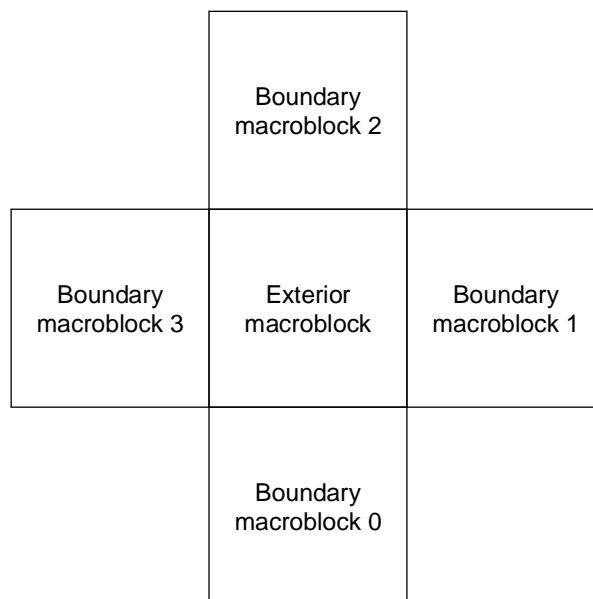 Boundary
macroblock 2
Boundary
macroblock 3
Exterior
macroblock
Boundary
macroblock 1
Boundary
macroblock 0